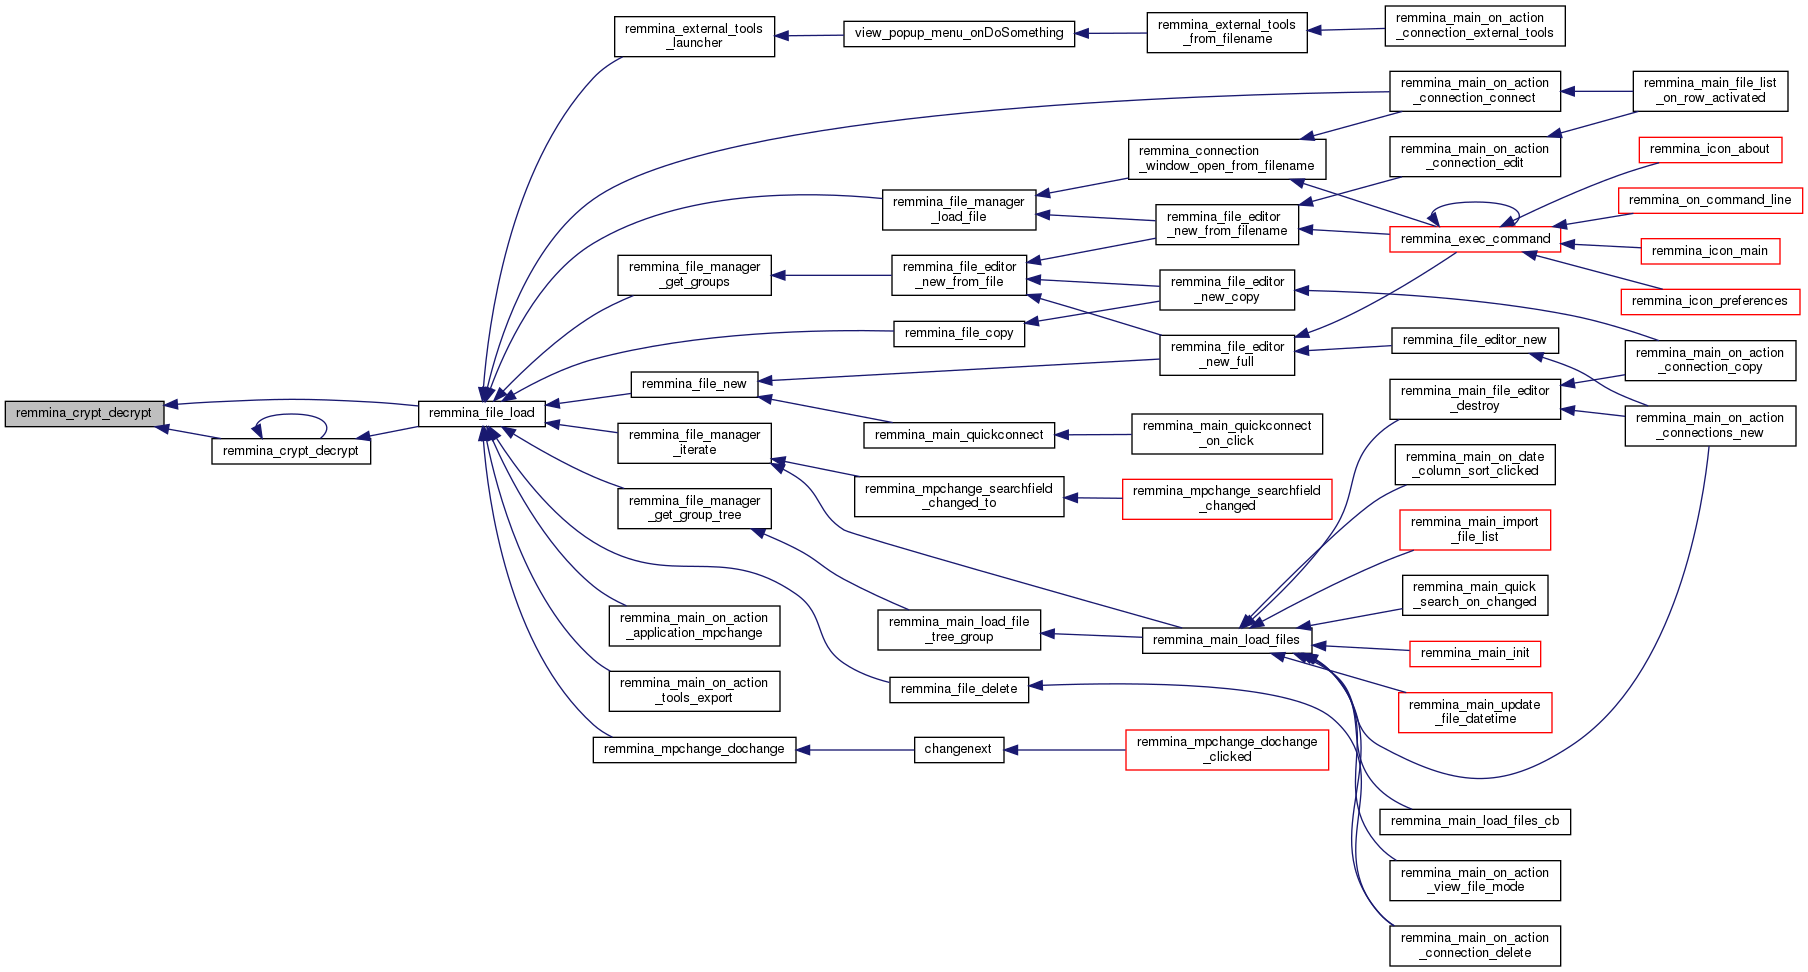 remmina_crypt_decrypt
remmina_crypt_decrypt
remmina_file_load
remmina_external_tools
_launcher
view_popup_menu_onDoSomething
remmina_external_tools
_from_filename
remmina_main_on_action
_connection_external_tools
remmina_main_on_action
_connection_connect
remmina_main_file_list
_on_row_activated
remmina_connection
_window_open_from_filename
remmina_main_on_action
_connection_edit
remmina_icon_about
remmina_file_manager
_load_file
remmina_on_command_line
remmina_file_editor
_new_from_filename
remmina_exec_command
remmina_icon_main
remmina_file_manager
_get_groups
remmina_file_editor
_new_from_file
remmina_file_editor
_new_copy
remmina_icon_preferences
remmina_file_copy
remmina_file_editor
_new_full
remmina_file_editor_new
remmina_main_on_action
_connection_copy
remmina_file_new
remmina_main_file_editor
_destroy
remmina_main_on_action
_connections_new
remmina_main_quickconnect
remmina_main_quickconnect
_on_click
remmina_file_manager
_iterate
remmina_main_on_date
_column_sort_clicked
remmina_mpchange_searchfield
_changed_to
remmina_mpchange_searchfield
_changed
remmina_file_manager
_get_group_tree
remmina_main_import
_file_list
remmina_main_quick
_search_on_changed
remmina_main_on_action
_application_mpchange
remmina_main_load_file
_tree_group
remmina_main_load_files
remmina_main_init
remmina_main_on_action
_tools_export
remmina_file_delete
remmina_main_update
_file_datetime
remmina_mpchange_dochange
changenext
remmina_mpchange_dochange
_clicked
remmina_main_load_files_cb
remmina_main_on_action
_view_file_mode
remmina_main_on_action
_connection_delete